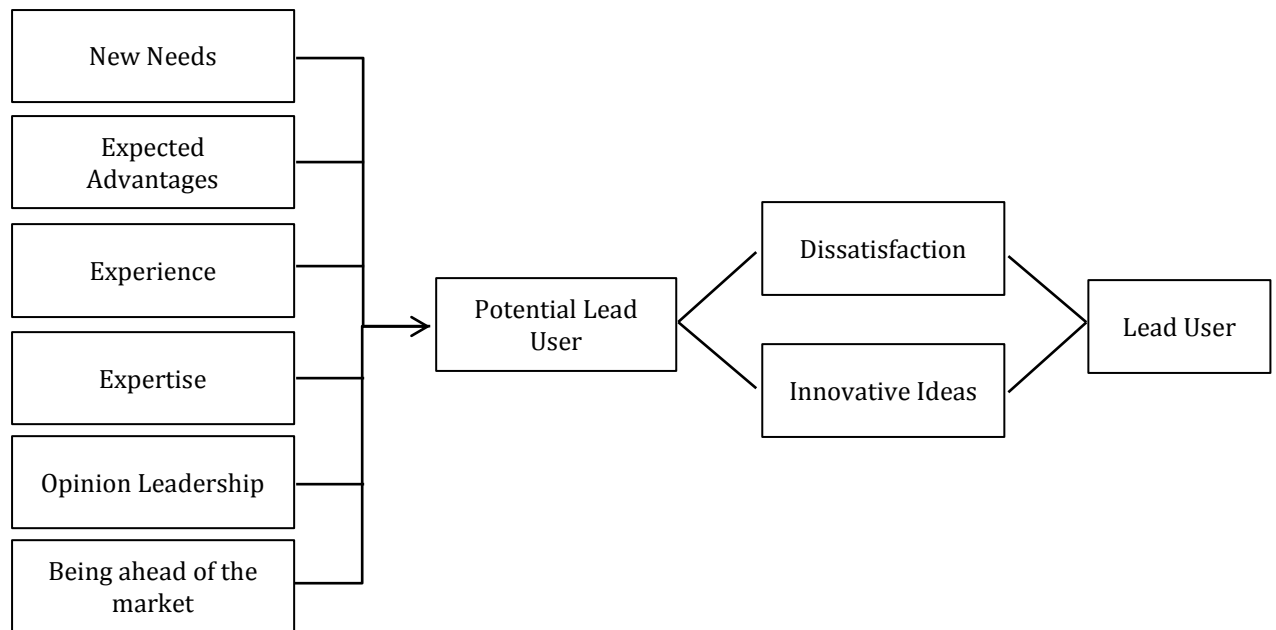 New Needs
Expected
Advantages
Experience
Expertise
Opinion Leadership
Being ahead of the
market
Potential Lead
User
Dissatisfaction
Innovative Ideas
Lead User